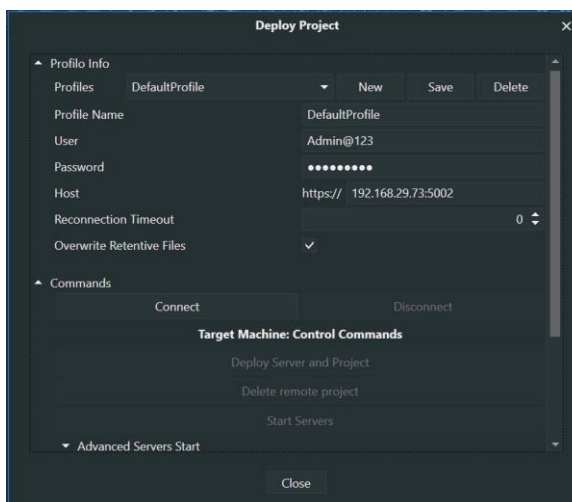 Deploy Project
Profilo Info
Profiles DefaultProfile New Save Delete
Profile Name DefaultProfile
User Admin@123
Password •••••••••
Host https:// 192.168.29.73:5002
Reconnection Timeout 0
Overwrite Retentive Files
Commands
Connect Disconnect
Target Machine: Control Commands
Deploy Server and Project
Delete remote project
Start Servers
Advanced Servers Start
Close